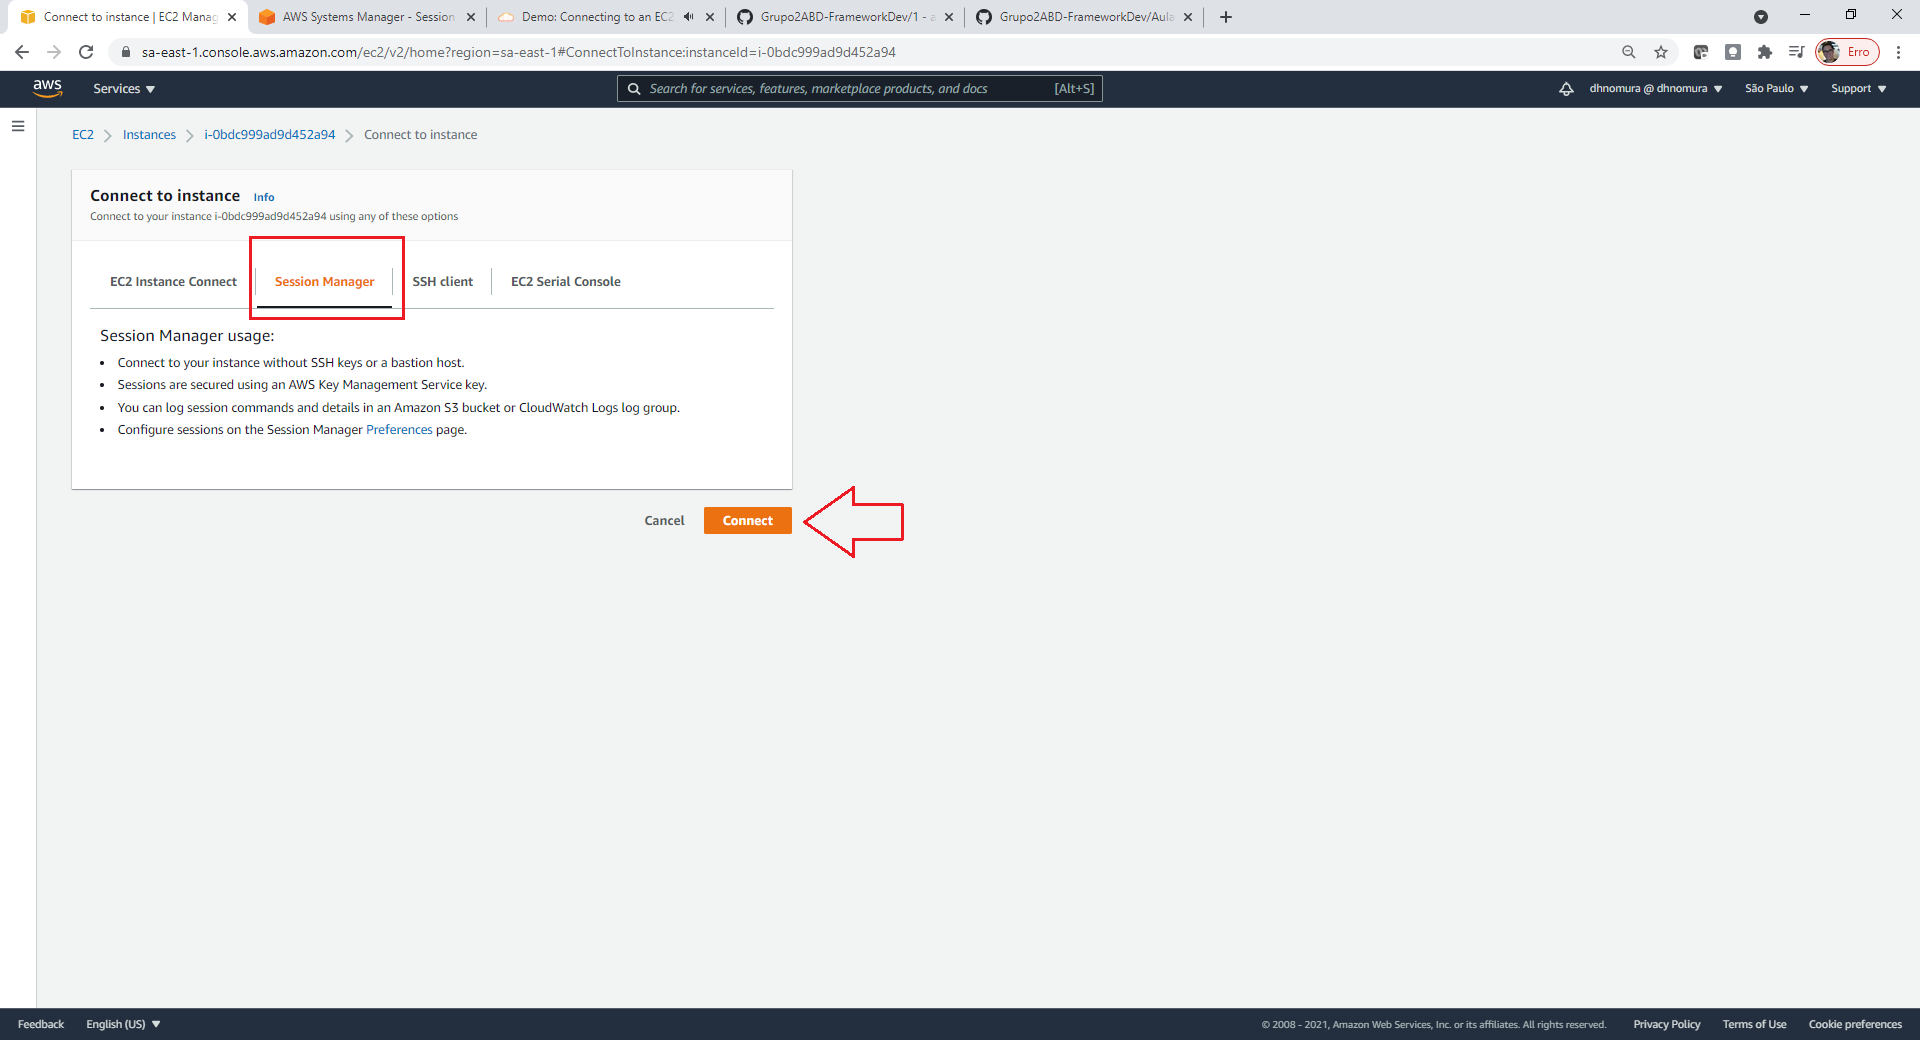 Connect to instance | EC2 Manag
AWS Systems Manager - Session
Demo: Connecting to an EC2
Grupo2ABD-FrameworkDev/1 - a
Grupo2ABD-FrameworkDev/Aula
sa-east-1.console.aws.amazon.com/ec2/v2/home?region=sa-east-1#ConnectToInstance:instanceId=i-0bdc999ad9d452a94
Erro
aws
Services
Search for services, features, marketplace products, and docs
[Alt+S]
dhnomura @ dhnomura
São Paulo
Support
EC2
Instances
i-0bdc999ad9d452a94
Connect to instance
Connect to instance Info
Connect to your instance i-0bdc999ad9d452a94 using any of these options
EC2 Instance Connect
Session Manager
SSH client
EC2 Serial Console
Session Manager usage:
• Connect to your instance without SSH keys or a bastion host.
• Sessions are secured using an AWS Key Management Service key.
• You can log session commands and details in an Amazon S3 bucket or CloudWatch Logs log group.
• Configure sessions on the Session Manager Preferences page.
Cancel
Connect
Feedback
English (US)
© 2008 - 2021, Amazon Web Services, Inc. or its affiliates. All rights reserved.
Privacy Policy
Terms of Use
Cookie preferences